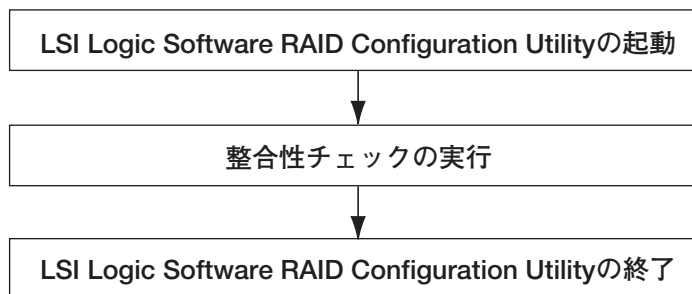 LSI Logic Software RAID Configuration Utilityの起動
整合性チェックの実行
LSI Logic Software RAID Configuration Utilityの終了